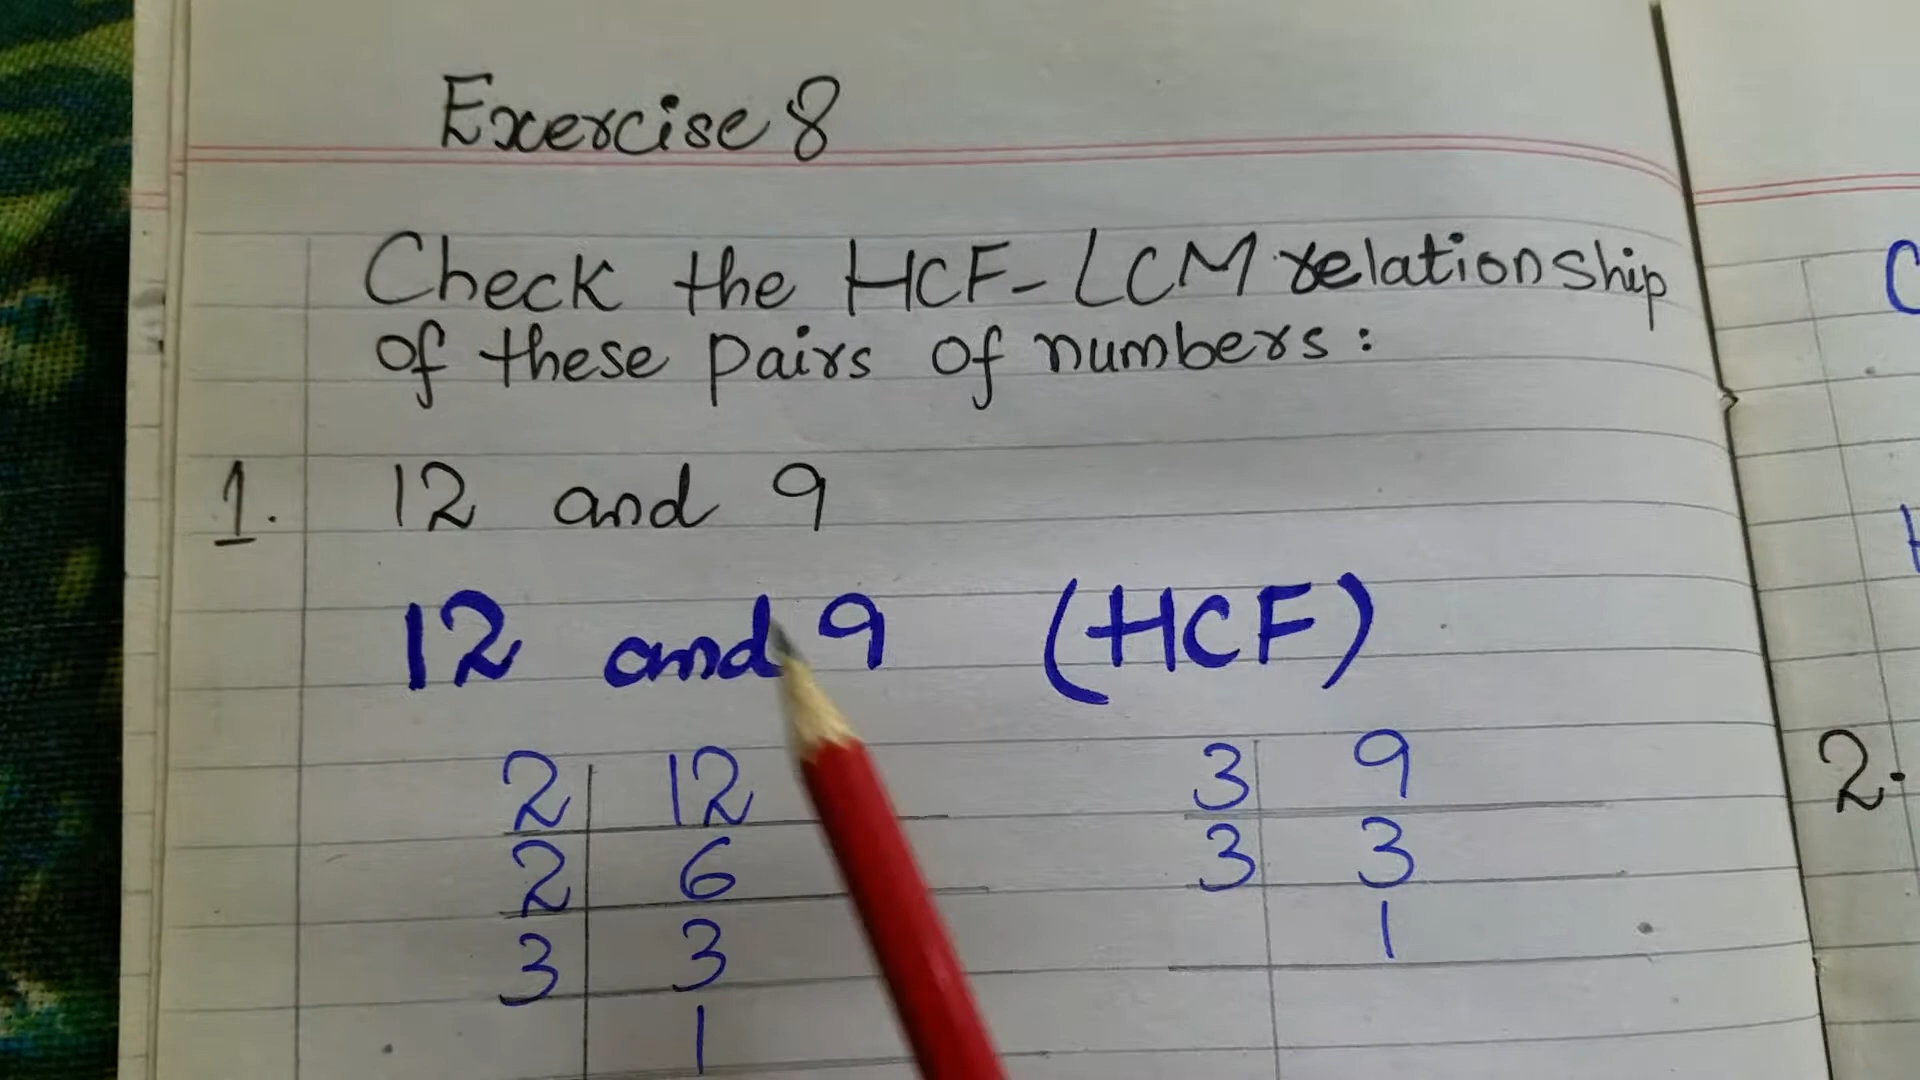 Exercise 8
Check the HCF-LCM relationship
of these pairs of numbers:
1. 12 and 9
12 and 9 (HCF)
2 12
2 6
3 3
1
3 9
3 3
1
C
2.